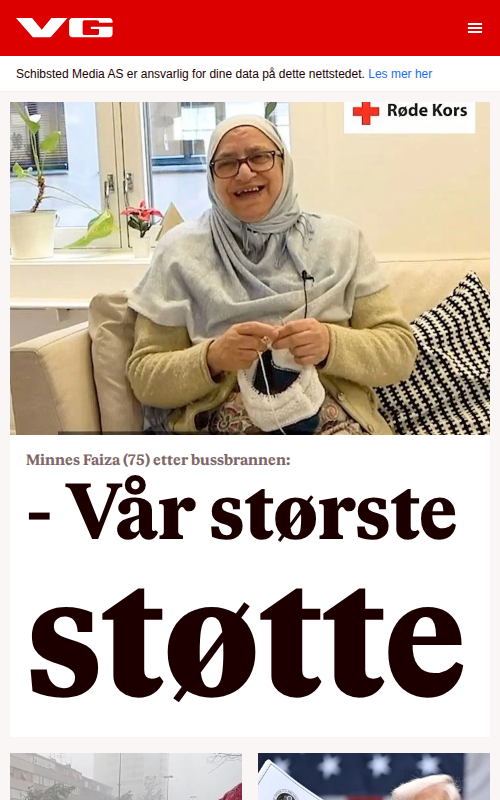 VG
Schibsted Media AS er ansvarlig for dine data på dette nettstedet. Les mer her
Røde Kors
Minnes Faiza (75) etter bussbrannen:
- Vår største
støtte